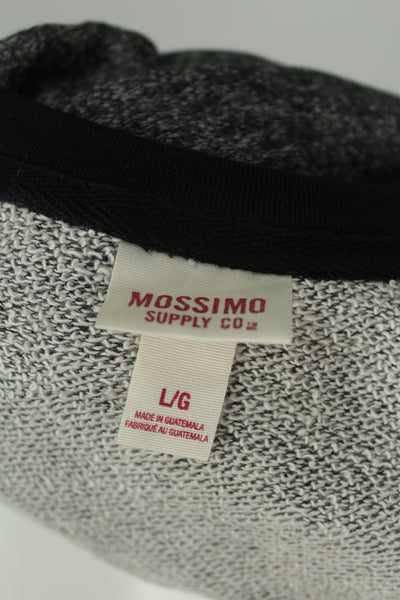 MOSSIMO
SUPPLY CO
L/G
MADE IN GUATEMALA
FABRIQUÉ AU GUATEMALA